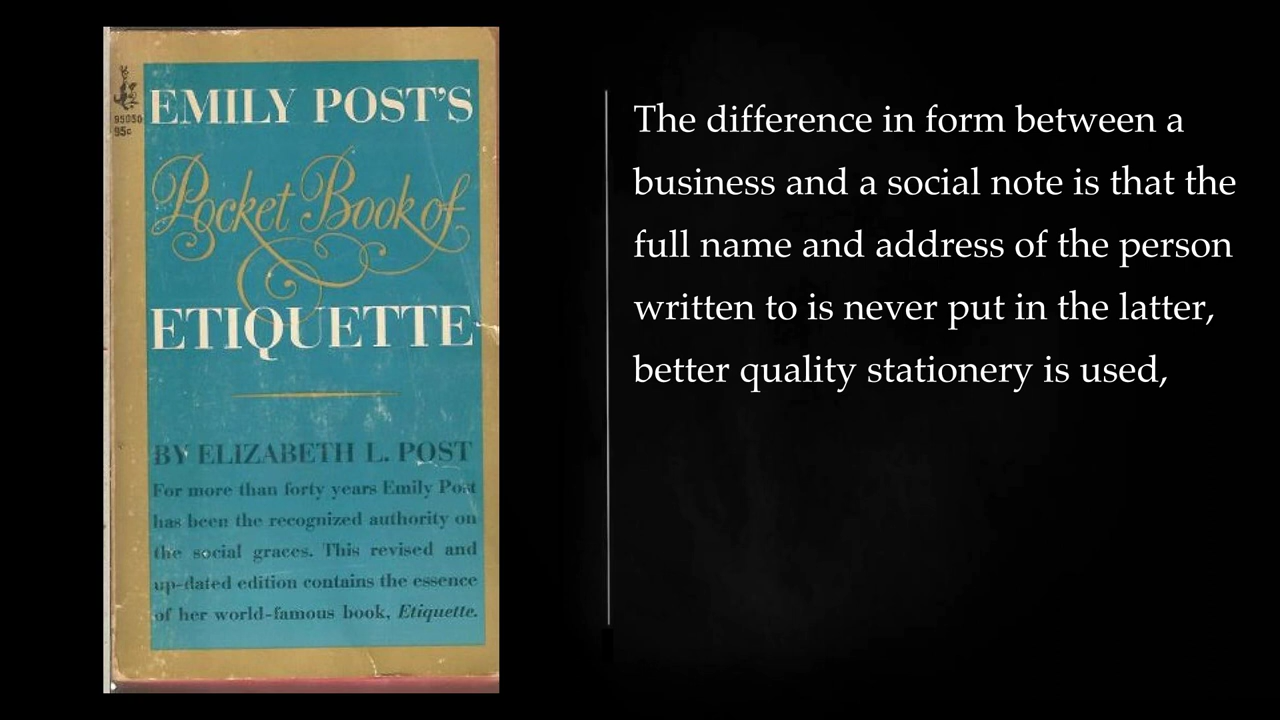 95050
95c
EMILY POST'S
Pocket Book of
ETIQUETTE
BY ELIZABETH L. POST
For more than forty years Emily Post
has been the recognized authority on
the social graces. This revised and
up-dated edition contains the essence
of her world-famous book, Etiquette.
The difference in form between a
business and a social note is that the
full name and address of the person
written to is never put in the latter,
better quality stationery is used,